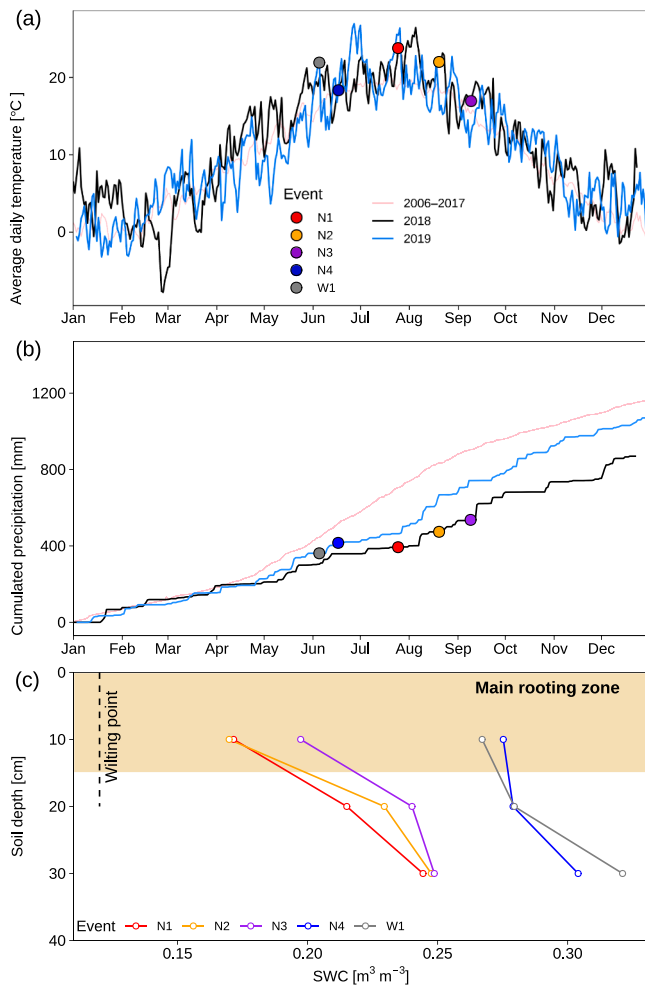 (a)
Average daily temperature [°C]
20
10
0
Event
N1
N2
N3
N4
W1
2006–2017
2018
2019
Jan Feb Mar Apr May Jun Jul Aug Sep Oct Nov Dec
(b)
Cumulated precipitation [mm]
1200
800
400
0
Jan Feb Mar Apr May Jun Jul Aug Sep Oct Nov Dec
(c)
Soil depth [cm]
0
10
20
30
40
Main rooting zone
Wilting point
Event N1 N2 N3 N4 W1
0.15 0.20 0.25 0.30
SWC [m³ m⁻³]